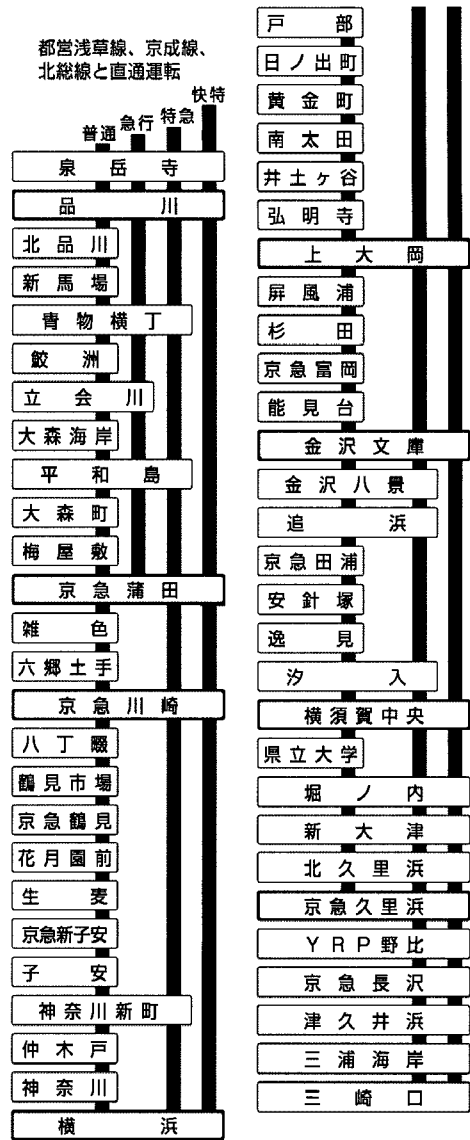 都営浅草線、京成線、
北総線と直通運転
普通
急行
特急
快特
泉岳寺
品川
北品川
新馬場
青物横丁
鮫洲
立会川
大森海岸
平和島
大森町
梅屋敷
京急蒲田
雑色
六郷土手
京急川崎
八丁畷
鶴見市場
京急鶴見
花月園前
生麦
京急新子安
子安
神奈川新町
仲木戸
神奈川
横浜
戸部
日ノ出町
黄金町
南太田
井土ヶ谷
弘明寺
上大岡
屏風浦
杉田
京急富岡
能見台
金沢文庫
金沢八景
追浜
京急田浦
安針塚
逸見
汐入
横須賀中央
県立大学
堀ノ内
新大津
北久里浜
京急久里浜
YRP野比
京急長沢
津久井浜
三浦海岸
三崎口